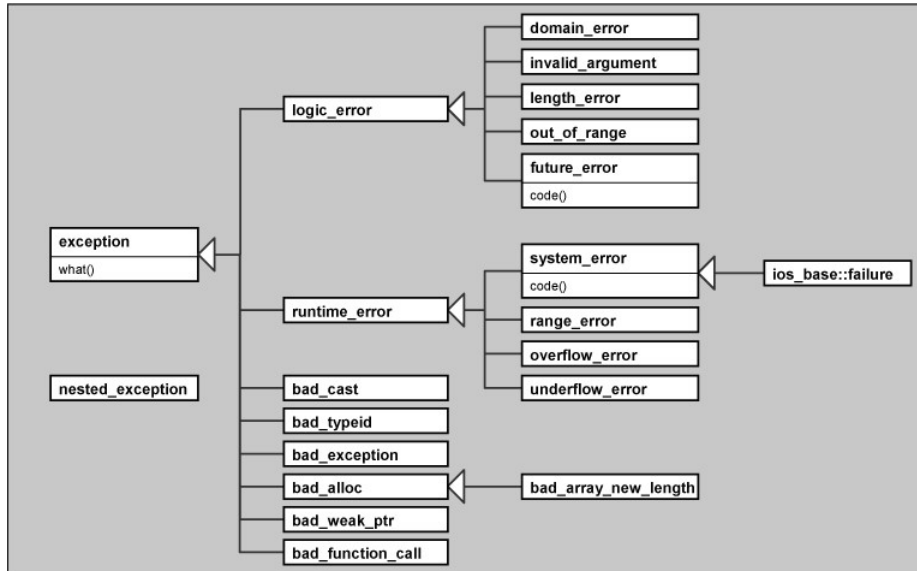 domain_error
invalid_argument
logic_error
length_error
out_of_range
future_error
code()
exception
what()
system_error
code()
ios_base::failure
runtime_error
range_error
overflow_error
underflow_error
nested_exception
bad_cast
bad_typeid
bad_exception
bad_alloc
bad_array_new_length
bad_weak_ptr
bad_function_call